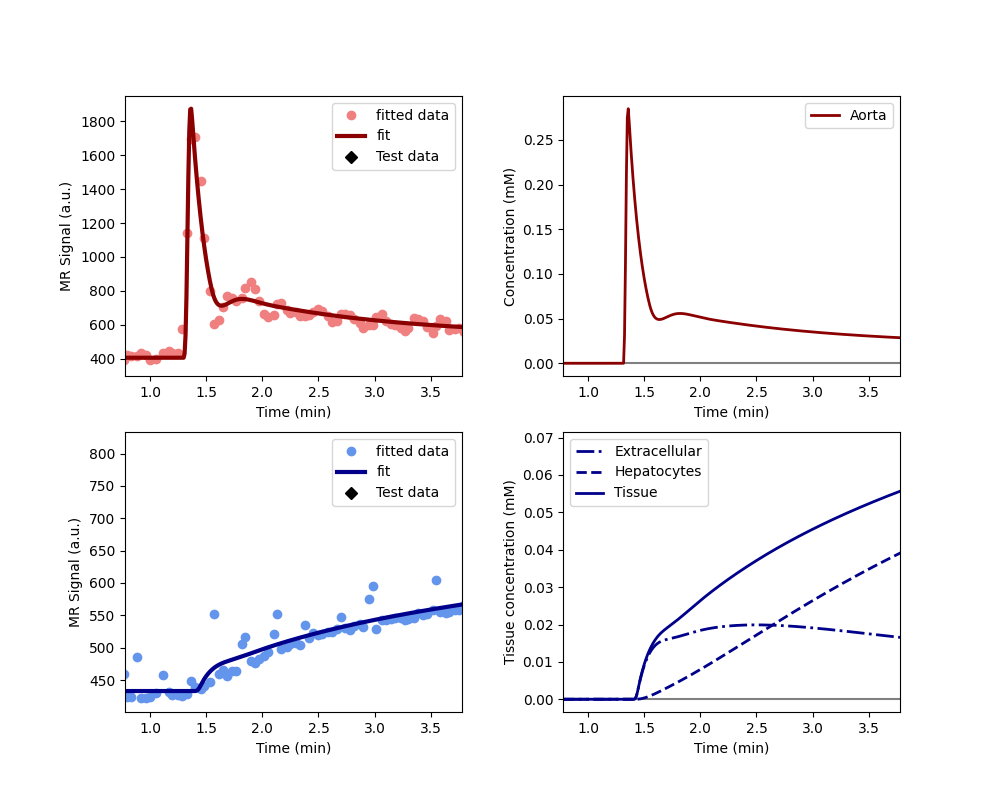 MR Signal (a.u.)
1800
1600
1400
1200
1000
800
600
400
fitted data
fit
Test data
1.0 1.5 2.0 2.5 3.0 3.5
Time (min)
Concentration (mM)
0.25
0.20
0.15
0.10
0.05
0.00
Aorta
1.0 1.5 2.0 2.5 3.0 3.5
Time (min)
MR Signal (a.u.)
800
750
700
650
600
550
500
450
fitted data
fit
Test data
1.0 1.5 2.0 2.5 3.0 3.5
Time (min)
Tissue concentration (mM)
0.07
0.06
0.05
0.04
0.03
0.02
0.01
0.00
Extracellular
Hepatocytes
Tissue
1.0 1.5 2.0 2.5 3.0 3.5
Time (min)